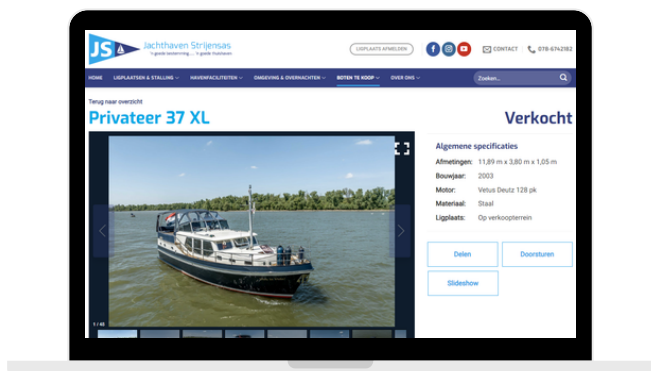 JS
Jachthaven Strijensas
'n goede bestemming..... 'n goede thuishaven.
LIGPLAATS AFMELDEN
CONTACT
078-6742182
HOME LIGPLAATSEN & STALLING HAVENFACILITEITEN OMGEVING & OVERNACHTEN BOTEN TE KOOP OVER ONS Zoeken...
Terug naar overzicht
Privateer 37 XL
Verkocht
Algemene specificaties
Afmetingen: 11,89 m x 3,80 m x 1,05 m
Bouwjaar: 2003
Motor: Vetus Deutz 128 pk
Materiaal: Staal
Ligplaats: Op verkoopterrein
Delen Doorsturen
Slideshow
1 / 45